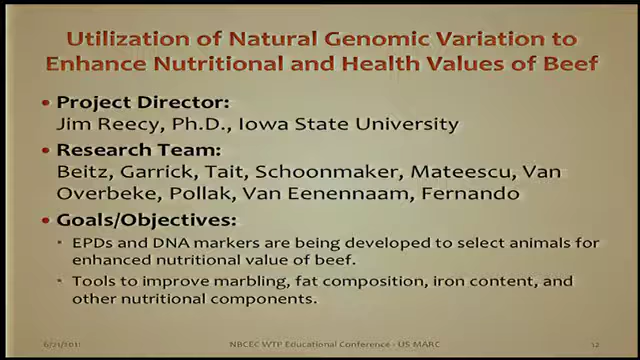 Utilization of Natural Genomic Variation to
Enhance Nutritional and Health Values of Beef
• Project Director:
Jim Reecy, Ph.D., Iowa State University
• Research Team:
Beitz, Garrick, Tait, Schoonmaker, Mateescu, Van
Overbeke, Pollak, Van Eenennaam, Fernando
• Goals/Objectives:
▪ EPDs and DNA markers are being developed to select animals for
enhanced nutritional value of beef.
▪ Tools to improve marbling, fat composition, iron content, and
other nutritional components.
NBCEC WTP Educational Conference - US MARC
12